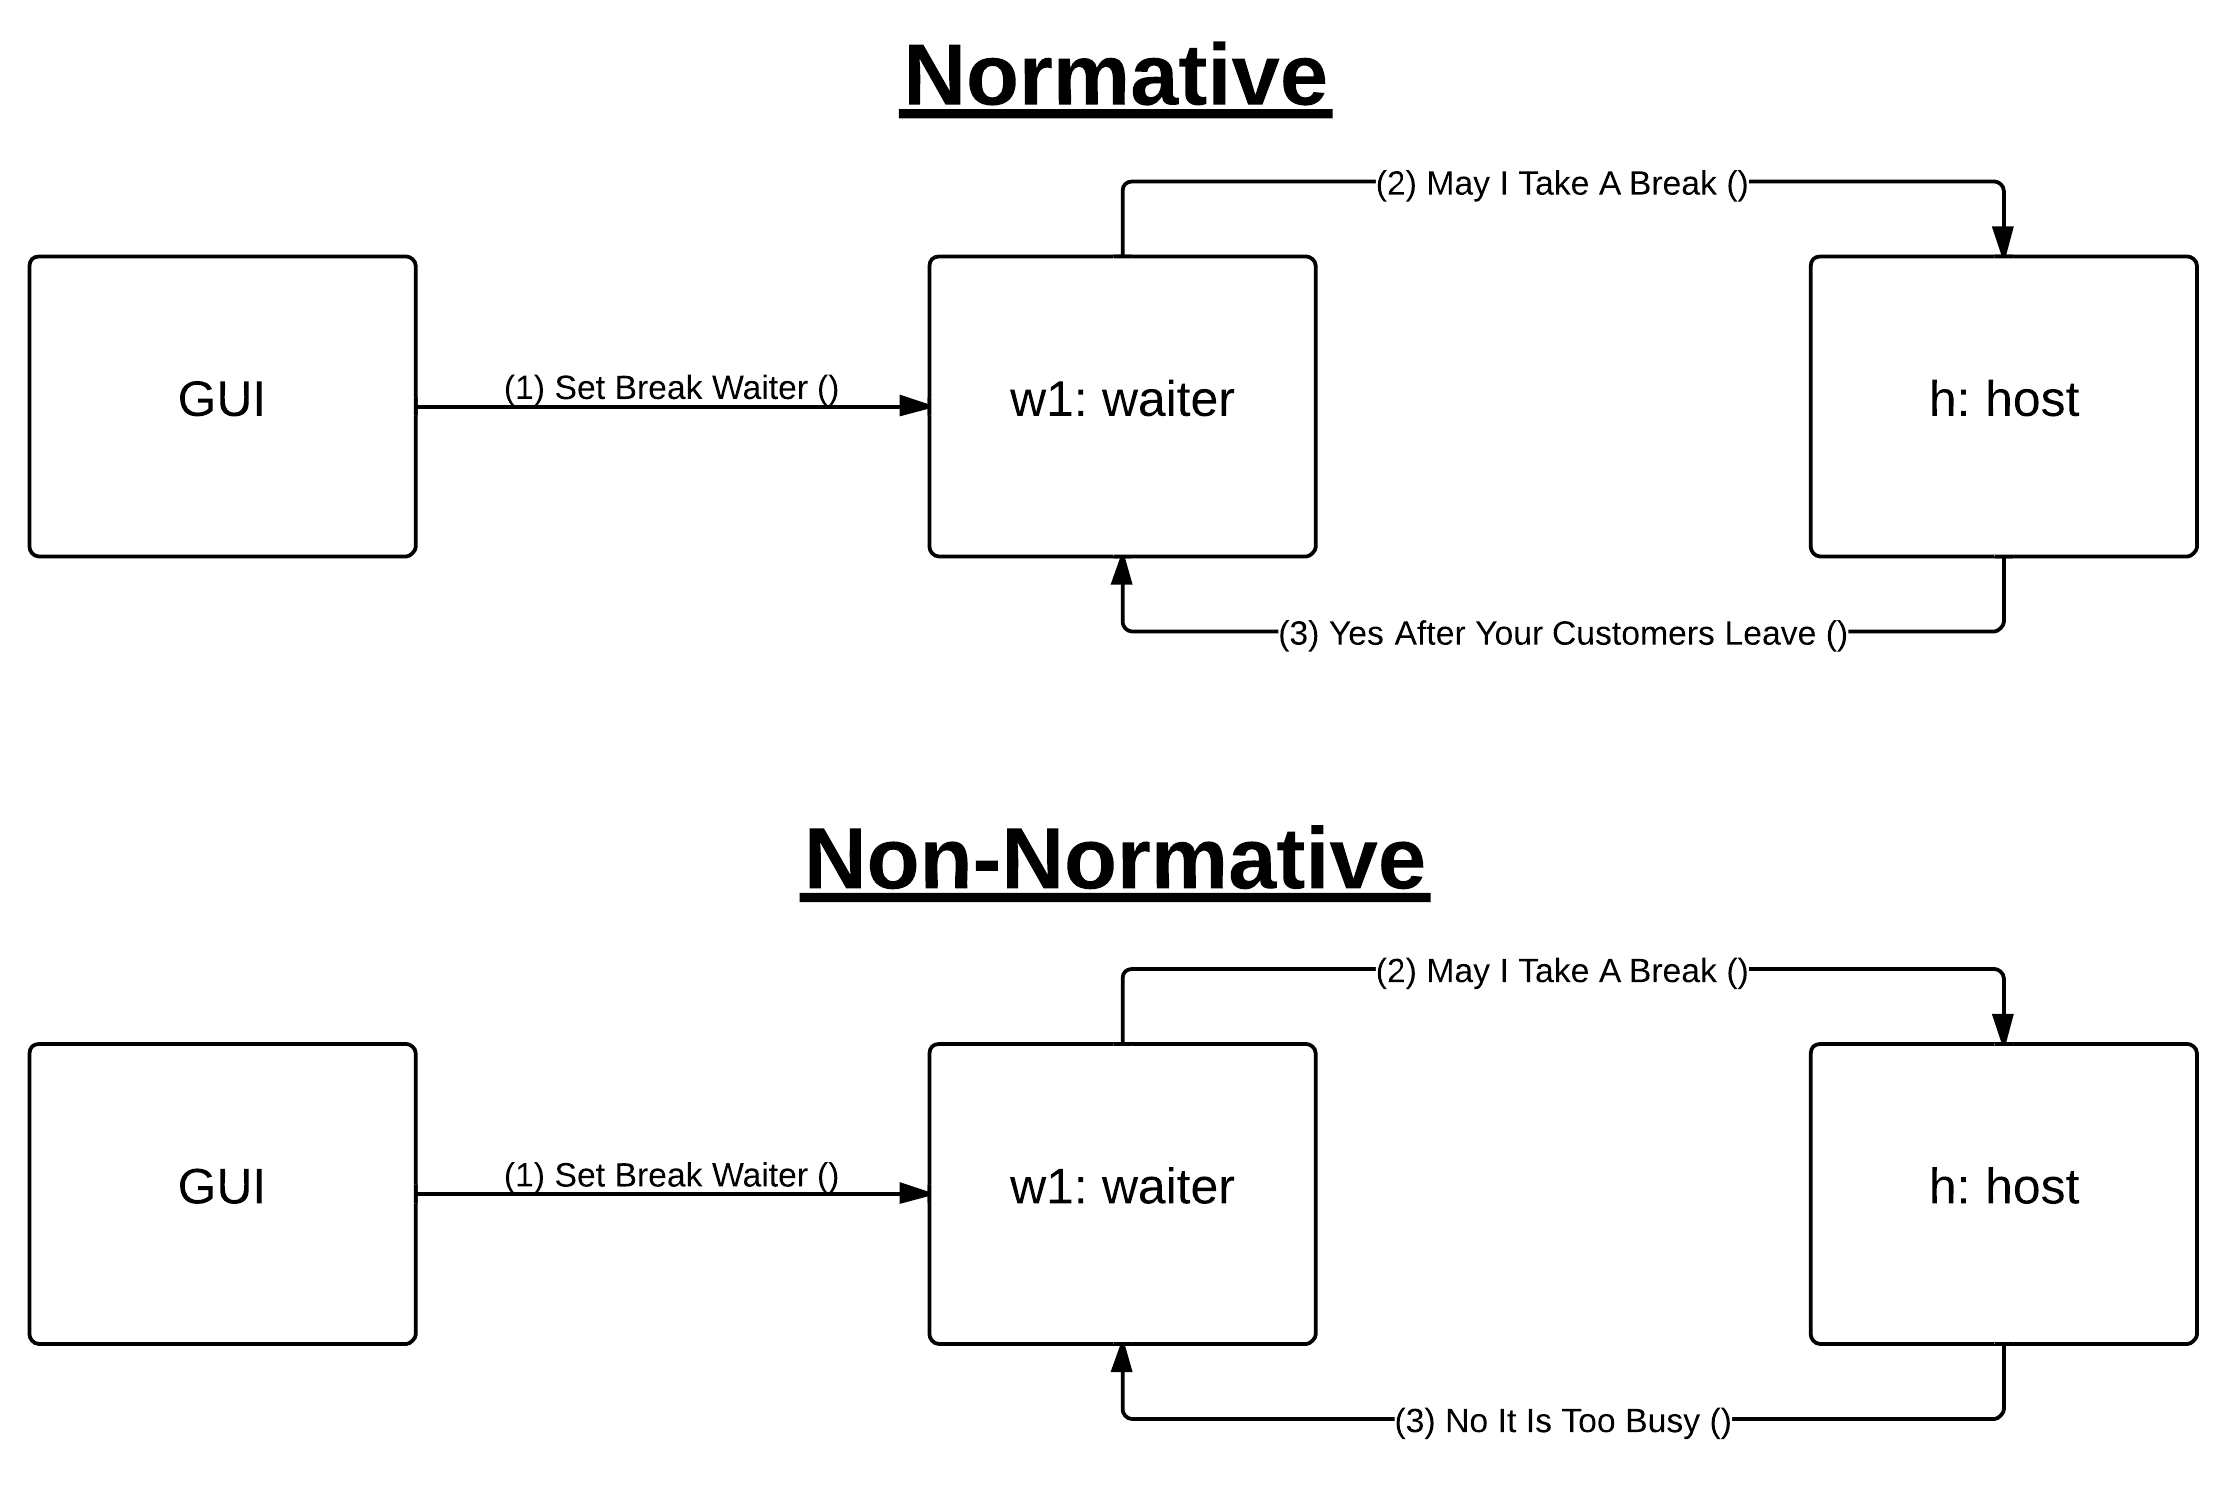 Normative
(2) May I Take A Break ()
GUI
(1) Set Break Waiter ()
w1: waiter
h: host
(3) Yes After Your Customers Leave ()
Non-Normative
(2) May I Take A Break ()
GUI
(1) Set Break Waiter ()
w1: waiter
h: host
(3) No It Is Too Busy ()